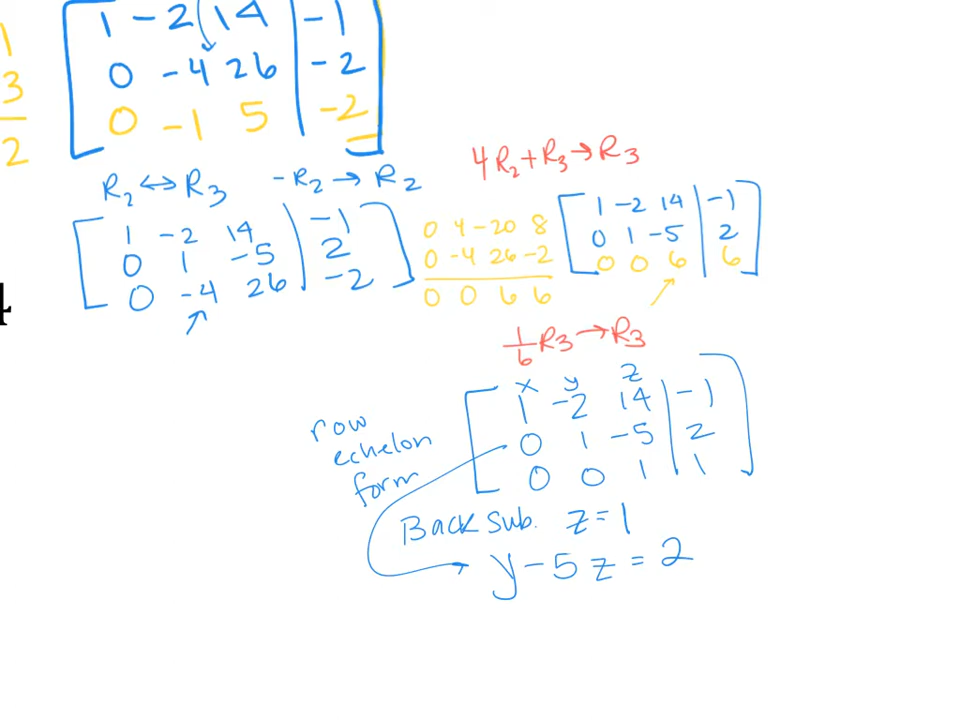 1 -2 14 | -1
0 -4 26 | -2
0 -1 5 | -2
1
3
2
4
R2 ↔ R3
-R2 → R2
1 -2 14 | -1
0 1 -5 | 2
0 -4 26 | -2
0 4 -20 8
0 -4 26 -2
0 0 6 6
4R2 + R3 → R3
1 -2 14 | -1
0 1 -5 | 2
0 0 6 | 6
1/6 R3 → R3
x y z
1 -2 14 | -1
0 1 -5 | 2
0 0 1 | 1
row
echelon
form
Back Sub. z = 1
y - 5z = 2